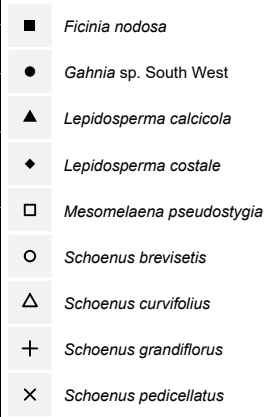 Ficinia nodosa
Gahnia sp. South West
Lepidosperma calcicola
Lepidosperma costale
Mesomelaena pseudostygia
Schoenus brevisetis
Schoenus curvifolius
Schoenus grandiflorus
Schoenus pedicellatus